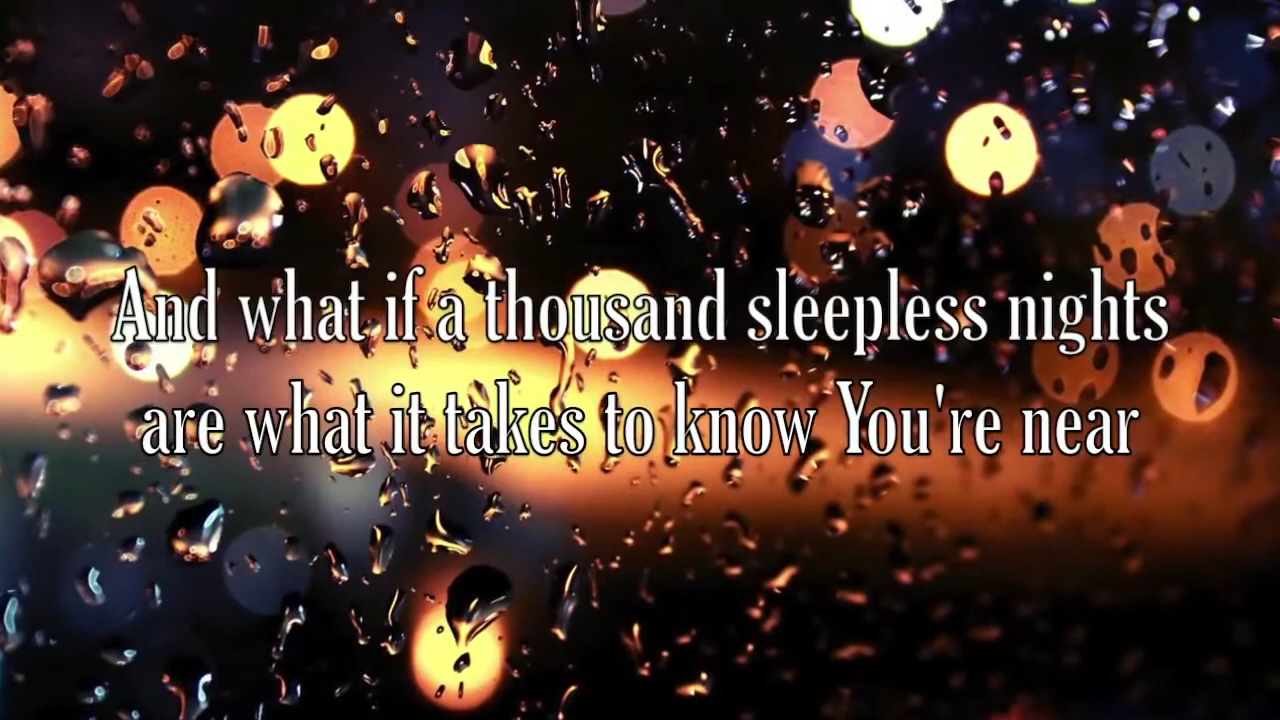 And what if a thousand sleepless nights
are what it takes to know You're near